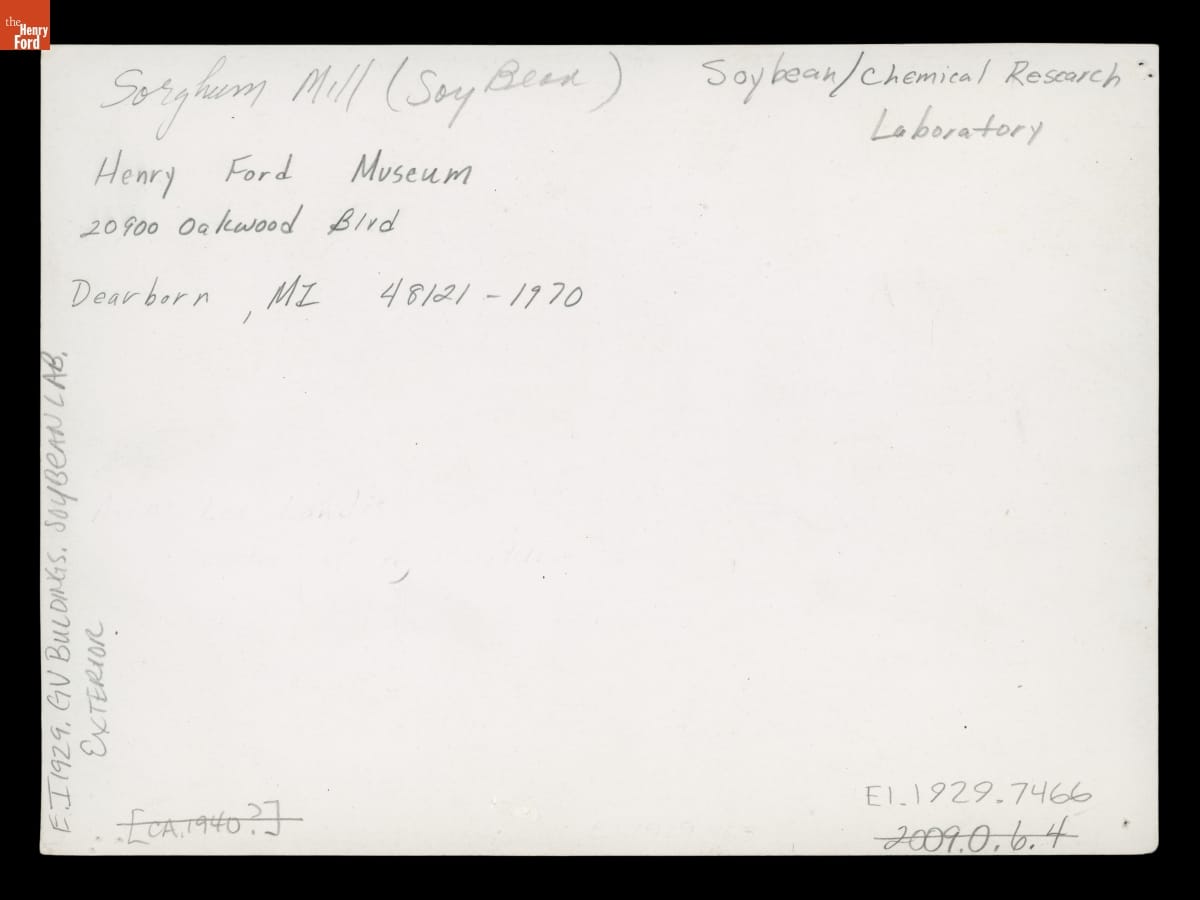 the
Henry
Ford
Sorghum Mill (Soy Bean)
Soybean/Chemical Research
Laboratory
Henry Ford Museum
20900 Oakwood Blvd
Dearborn, MI 48121-1970
E.I 1929. GV BUILDINGS. SOYBEAN LAB.
EXTERIOR
[CA. 1940?]
EI.1929.7466
2009.0.6.4